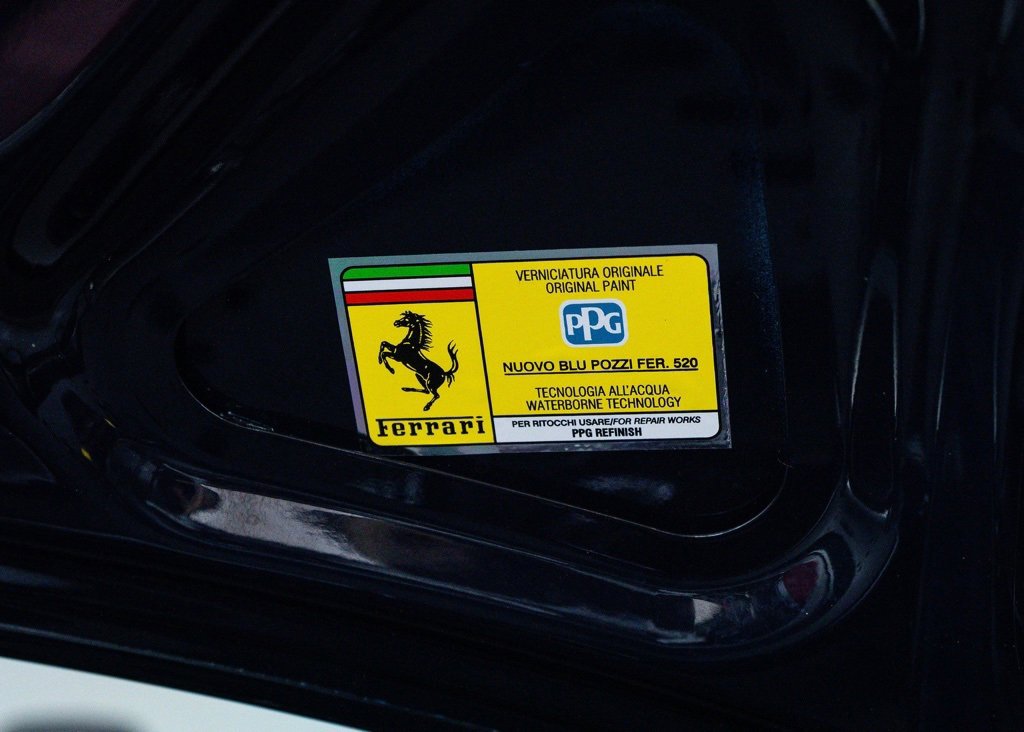 VERNICIATURA ORIGINALE
ORIGINAL PAINT
PPG
NUOVO BLU POZZI FER. 520
TECNOLOGIA ALL'ACQUA
WATERBORNE TECHNOLOGY
PER RITOCCHI USARE/FOR REPAIR WORKS
PPG REFINISH
Ferrari